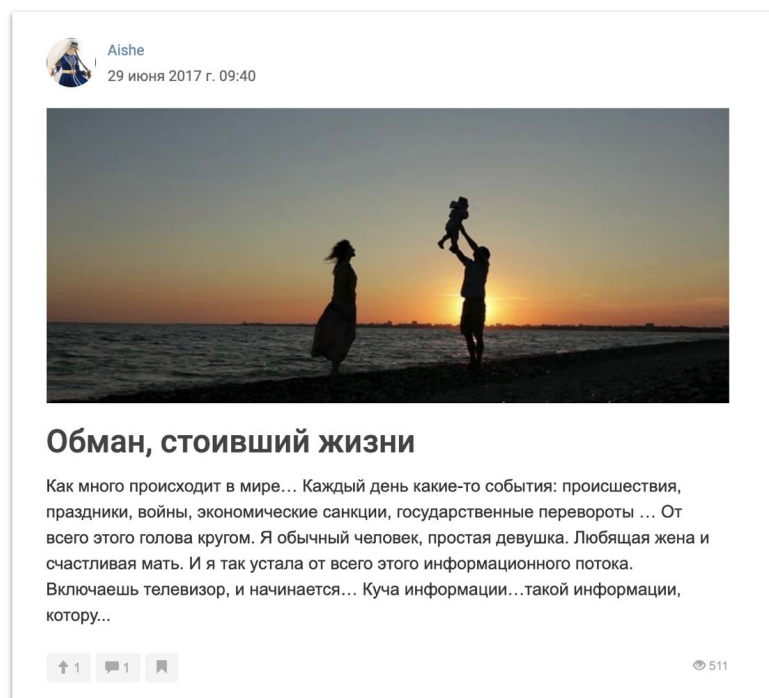 Aishe
29 июня 2017 г. 09:40
Обман, стоивший жизни
Как много происходит в мире… Каждый день какие-то события: происшествия,
праздники, войны, экономические санкции, государственные перевороты … От
всего этого голова кругом. Я обычный человек, простая девушка. Любящая жена и
счастливая мать. И я так устала от всего этого информационного потока.
Включаешь телевизор, и начинается… Куча информации…такой информации,
котору...
1 1 511